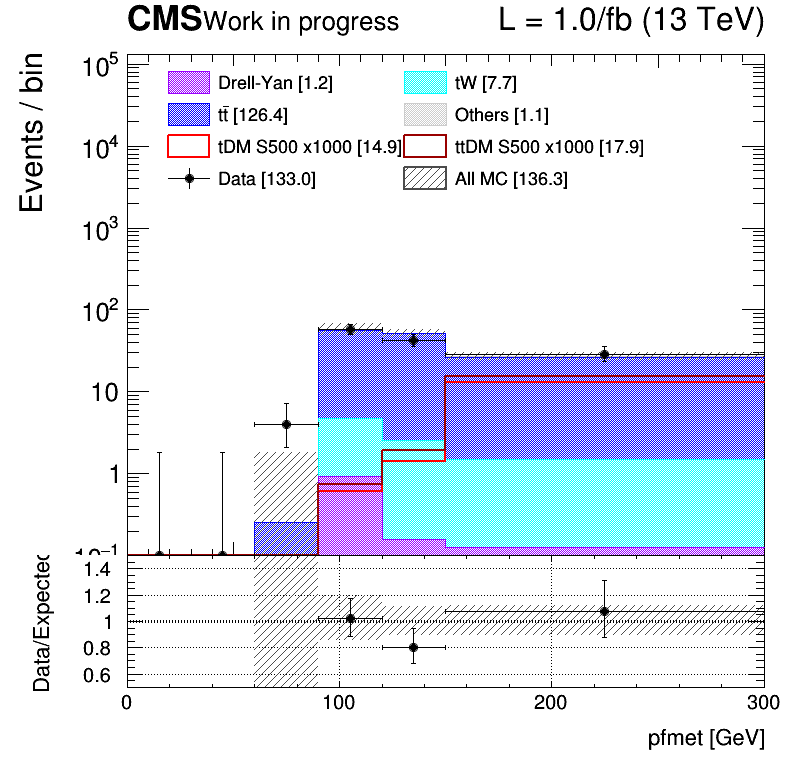 CMS Work in progress L = 1.0/fb (13 TeV)
Events / bin
10⁵
10⁴
10³
10²
10
1
10⁻¹
Drell-Yan [1.2] tW [7.7]
tt̄ [126.4] Others [1.1]
tDM S500 x1000 [14.9] ttDM S500 x1000 [17.9]
Data [133.0] All MC [136.3]
Data/Expected
1.4
1.2
1
0.8
0.6
0 100 200 300
pfmet [GeV]